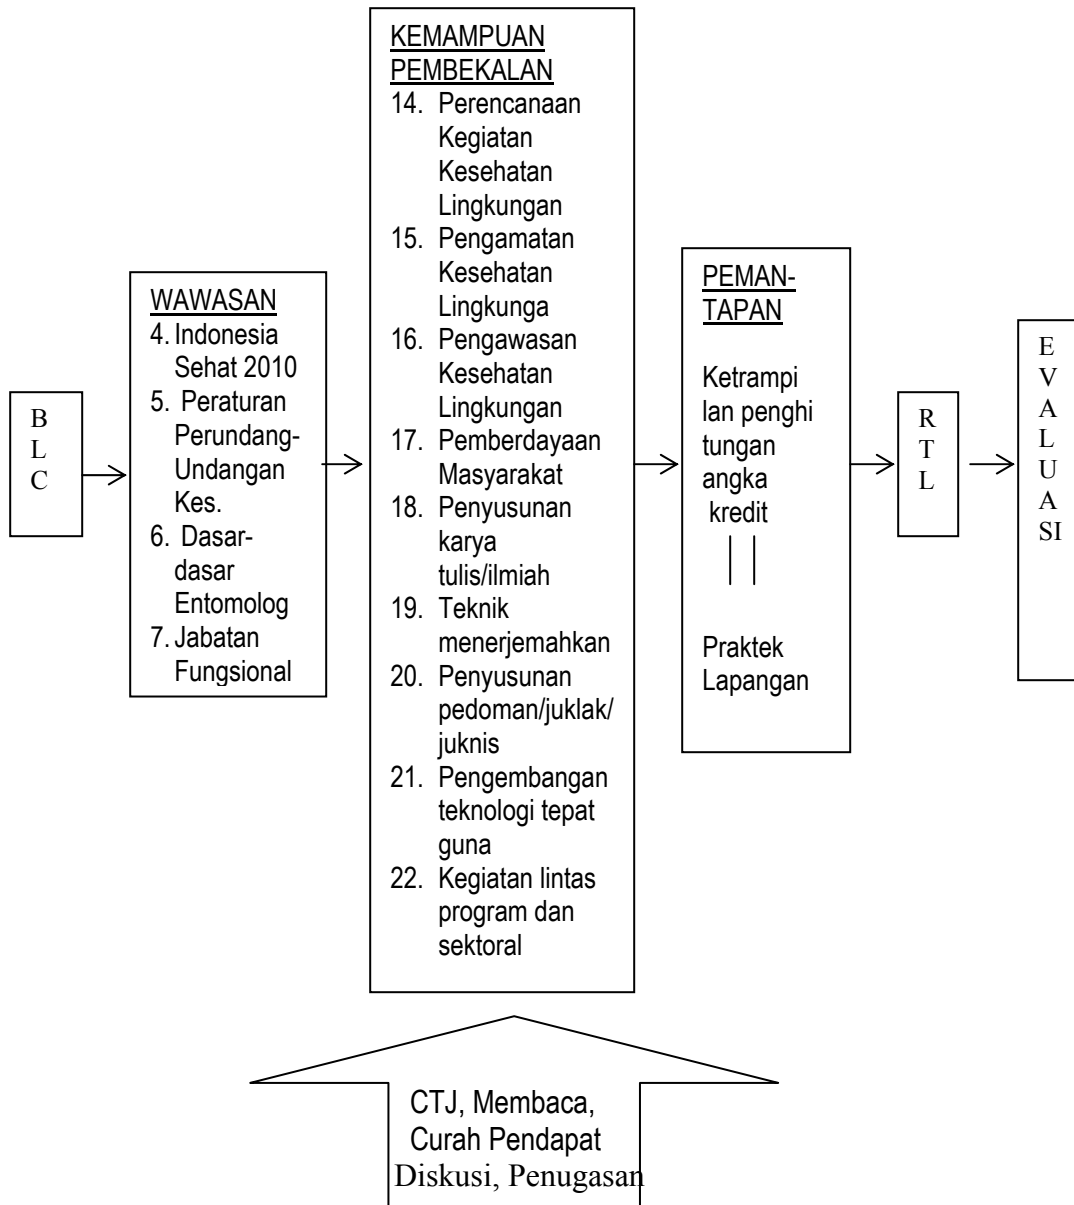 B
L
C
WAWASAN
4. Indonesia
Sehat 2010
5. Peraturan
Perundang-
Undangan
Kes.
6. Dasar-
dasar
Entomolog
7. Jabatan
Fungsional
KEMAMPUAN
PEMBEKALAN
14. Perencanaan
Kegiatan
Kesehatan
Lingkungan
15. Pengamatan
Kesehatan
Lingkunga
16. Pengawasan
Kesehatan
Lingkungan
17. Pemberdayaan
Masyarakat
18. Penyusunan
karya
tulis/ilmiah
19. Teknik
menerjemahkan
20. Penyusunan
pedoman/juklak/
juknis
21. Pengembangan
teknologi tepat
guna
22. Kegiatan lintas
program dan
sektoral
PEMAN-
TAPAN
Ketrampi
lan penghi
tungan
angka
kredit
Praktek
Lapangan
R
T
L
E
V
A
L
U
A
SI
CTJ, Membaca,
Curah Pendapat
Diskusi, Penugasan